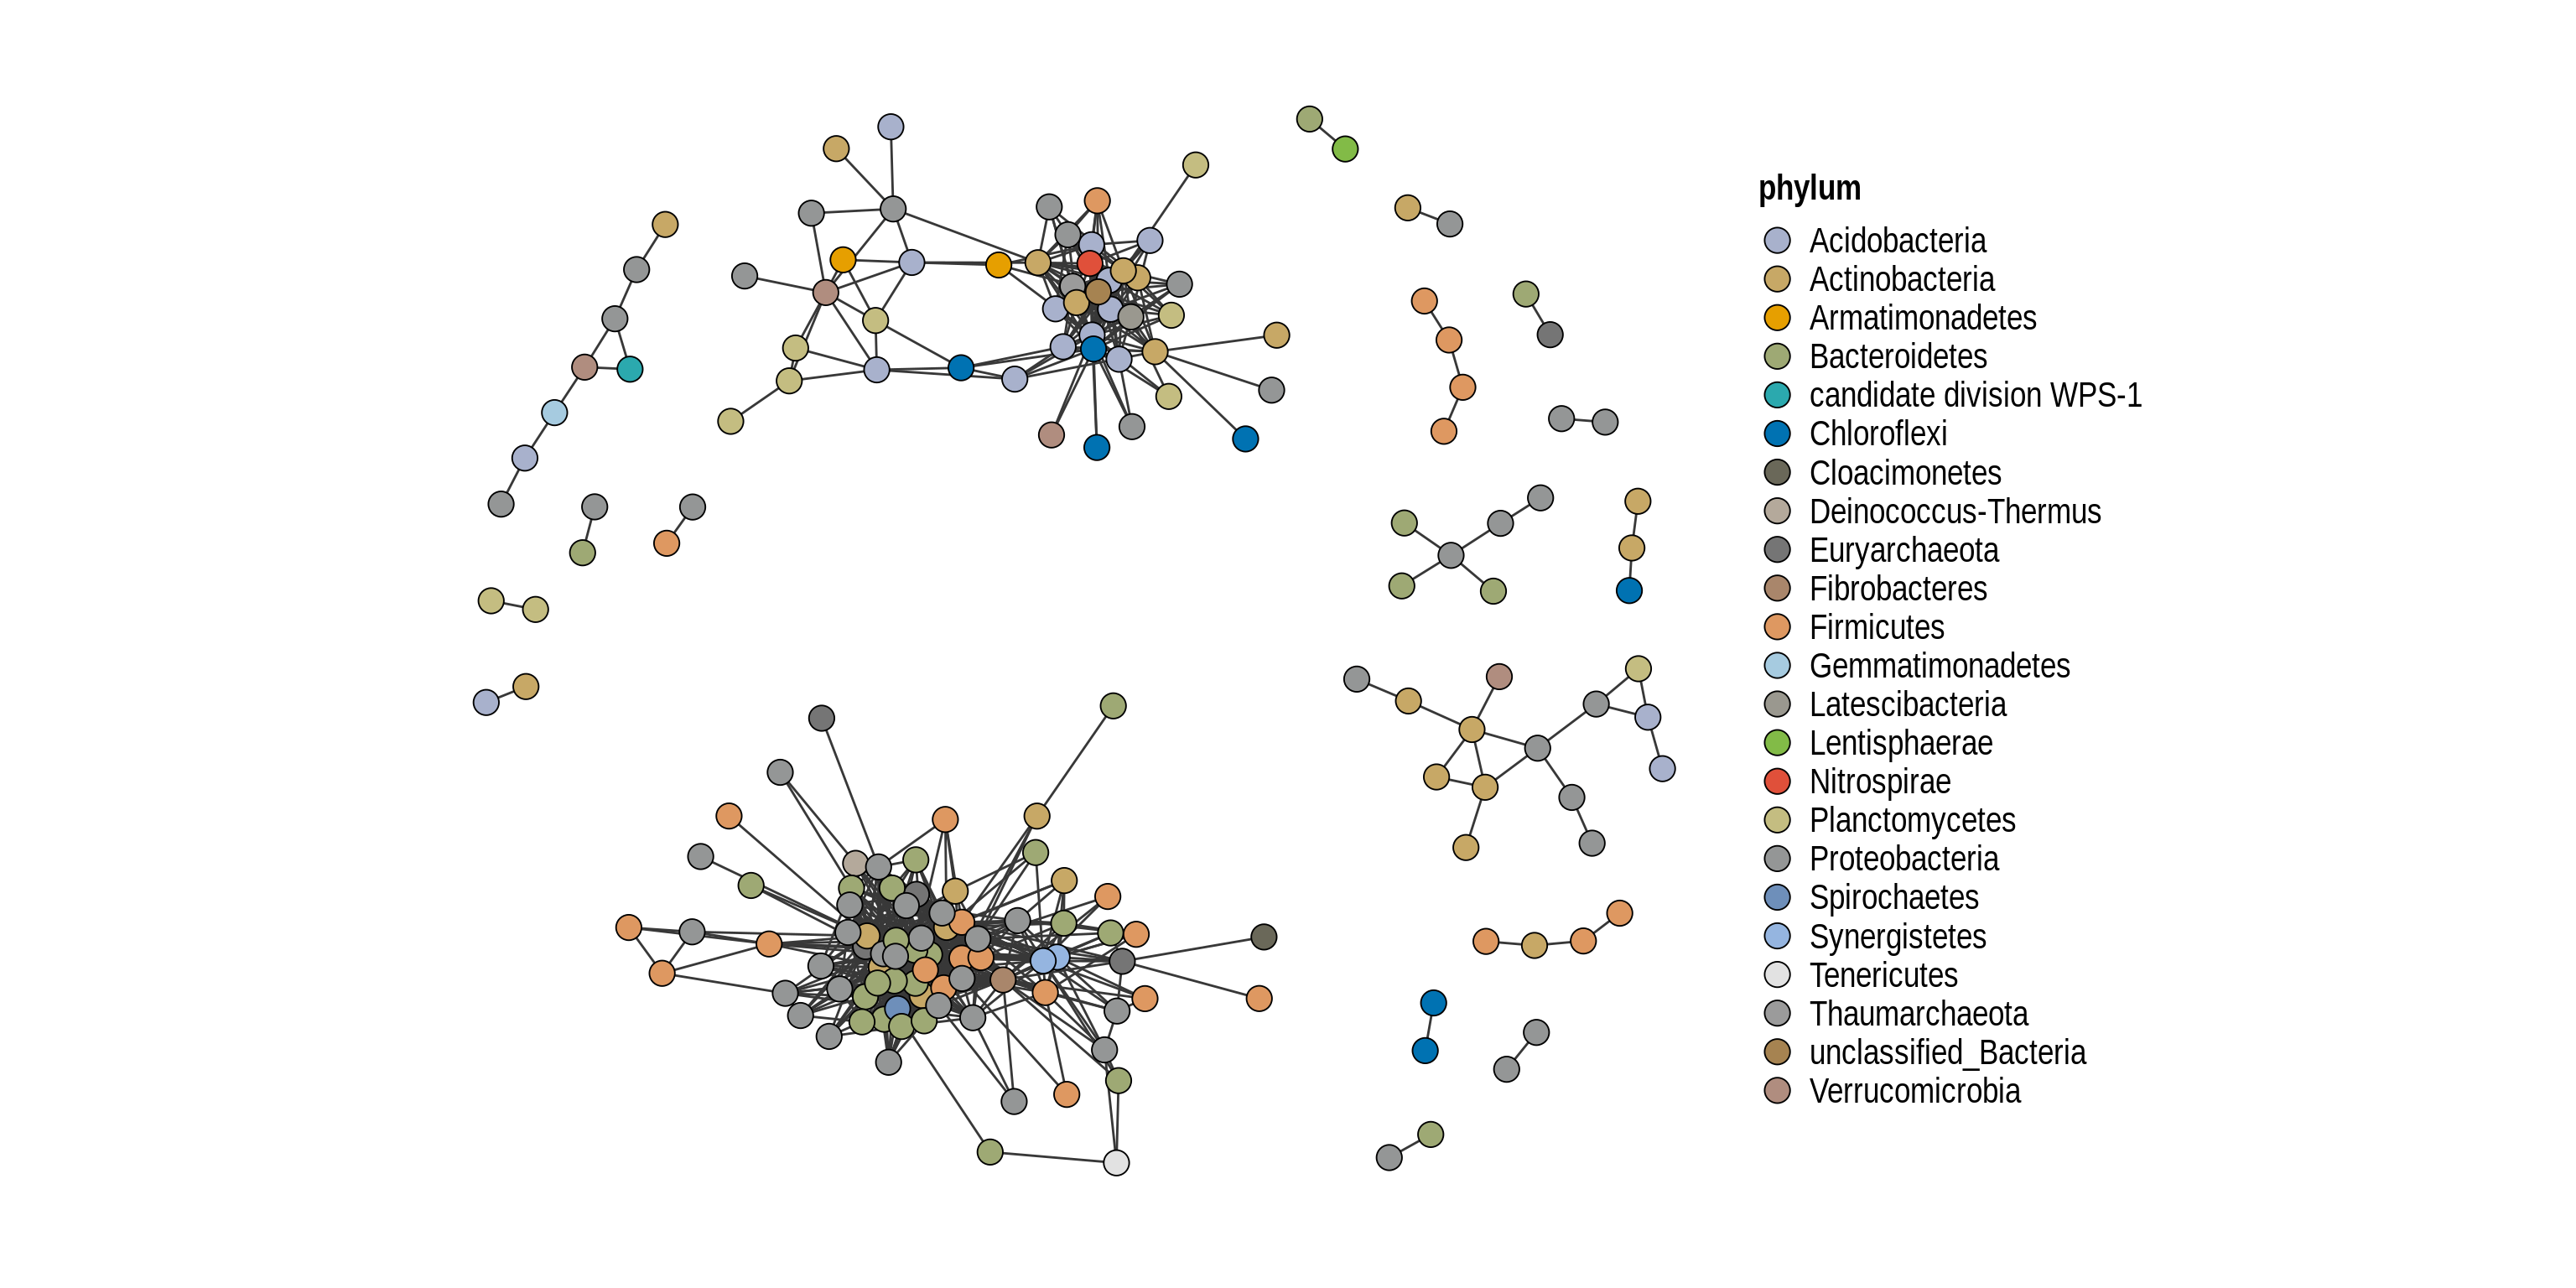 phylum
Acidobacteria
Actinobacteria
Armatimonadetes
Bacteroidetes
candidate division WPS-1
Chloroflexi
Cloacimonetes
Deinococcus-Thermus
Euryarchaeota
Fibrobacteres
Firmicutes
Gemmatimonadetes
Latescibacteria
Lentisphaerae
Nitrospirae
Planctomycetes
Proteobacteria
Spirochaetes
Synergistetes
Tenericutes
Thaumarchaeota
unclassified_Bacteria
Verrucomicrobia